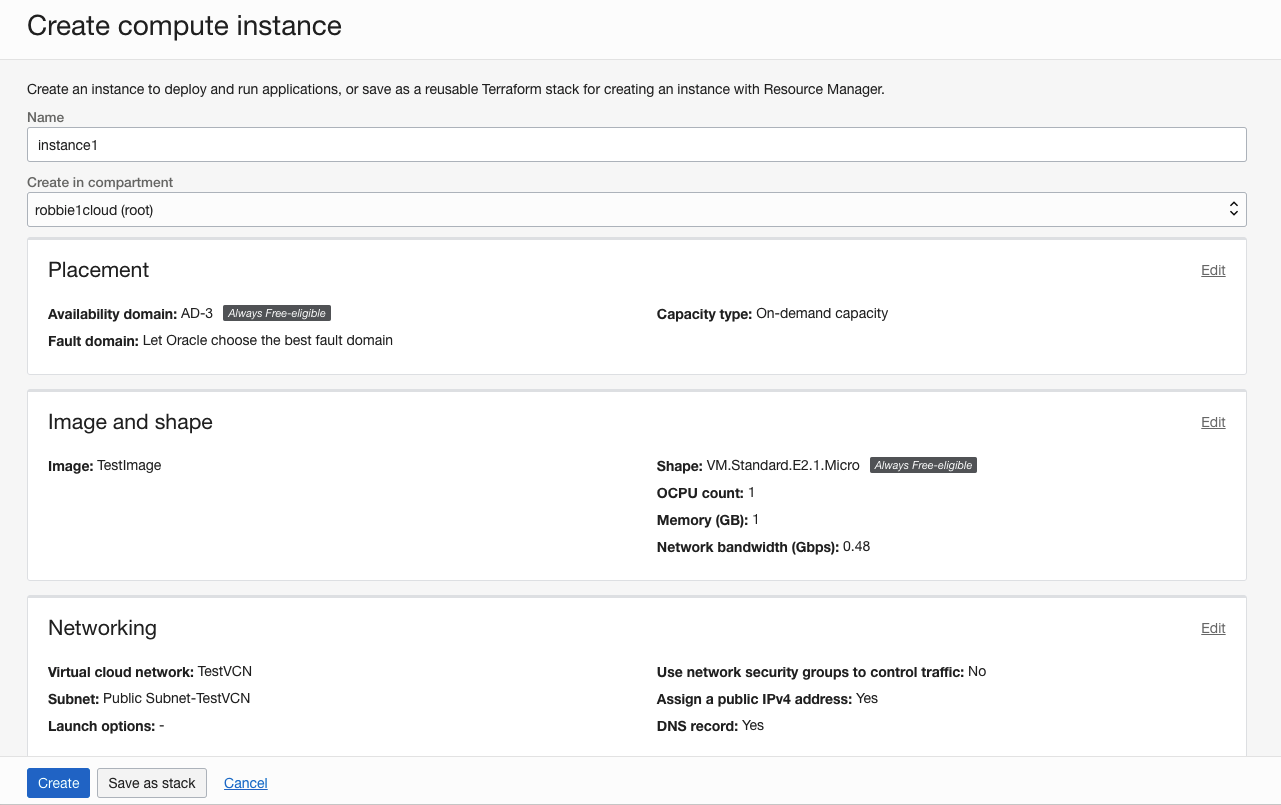 Create compute instance
Create an instance to deploy and run applications, or save as a reusable Terraform stack for creating an instance with Resource Manager.
Name
instance1
Create in compartment
robbie1cloud (root)
Placement
Edit
Availability domain: AD-3 Always Free-eligible
Fault domain: Let Oracle choose the best fault domain
Capacity type: On-demand capacity
Image and shape
Edit
Image: TestImage
Shape: VM.Standard.E2.1.Micro Always Free-eligible
OCPU count: 1
Memory (GB): 1
Network bandwidth (Gbps): 0.48
Networking
Edit
Virtual cloud network: TestVCN
Subnet: Public Subnet-TestVCN
Launch options: -
Use network security groups to control traffic: No
Assign a public IPv4 address: Yes
DNS record: Yes
Create
Save as stack
Cancel